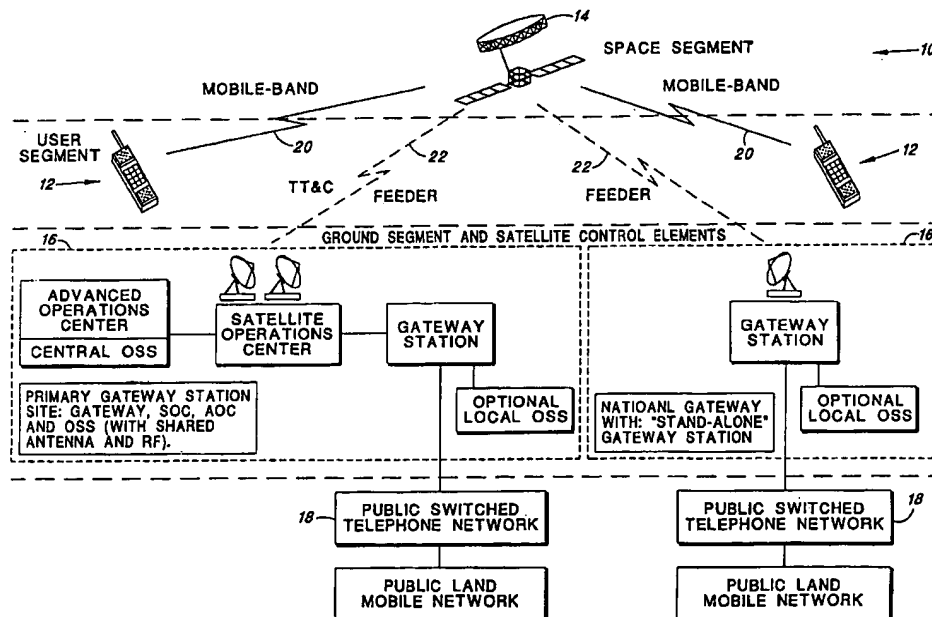 14
SPACE SEGMENT
10
MOBILE-BAND
MOBILE-BAND
USER
SEGMENT
20
22
22
20
12
12
TT&C
FEEDER
FEEDER
16
GROUND SEGMENT AND SATELLITE CONTROL ELEMENTS
16
ADVANCED
OPERATIONS
CENTER
CENTRAL OSS
SATELLITE
OPERATIONS
CENTER
GATEWAY
STATION
GATEWAY
STATION
PRIMARY GATEWAY STATION
SITE: GATEWAY, SOC, AOC
AND OSS (WITH SHARED
ANTENNA AND RF).
OPTIONAL
LOCAL OSS
NATIOANL GATEWAY
WITH: "STAND-ALONE"
GATEWAY STATION
OPTIONAL
LOCAL OSS
18
PUBLIC SWITCHED
TELEPHONE NETWORK
PUBLIC SWITCHED
TELEPHONE NETWORK
18
PUBLIC LAND
MOBILE NETWORK
PUBLIC LAND
MOBILE NETWORK